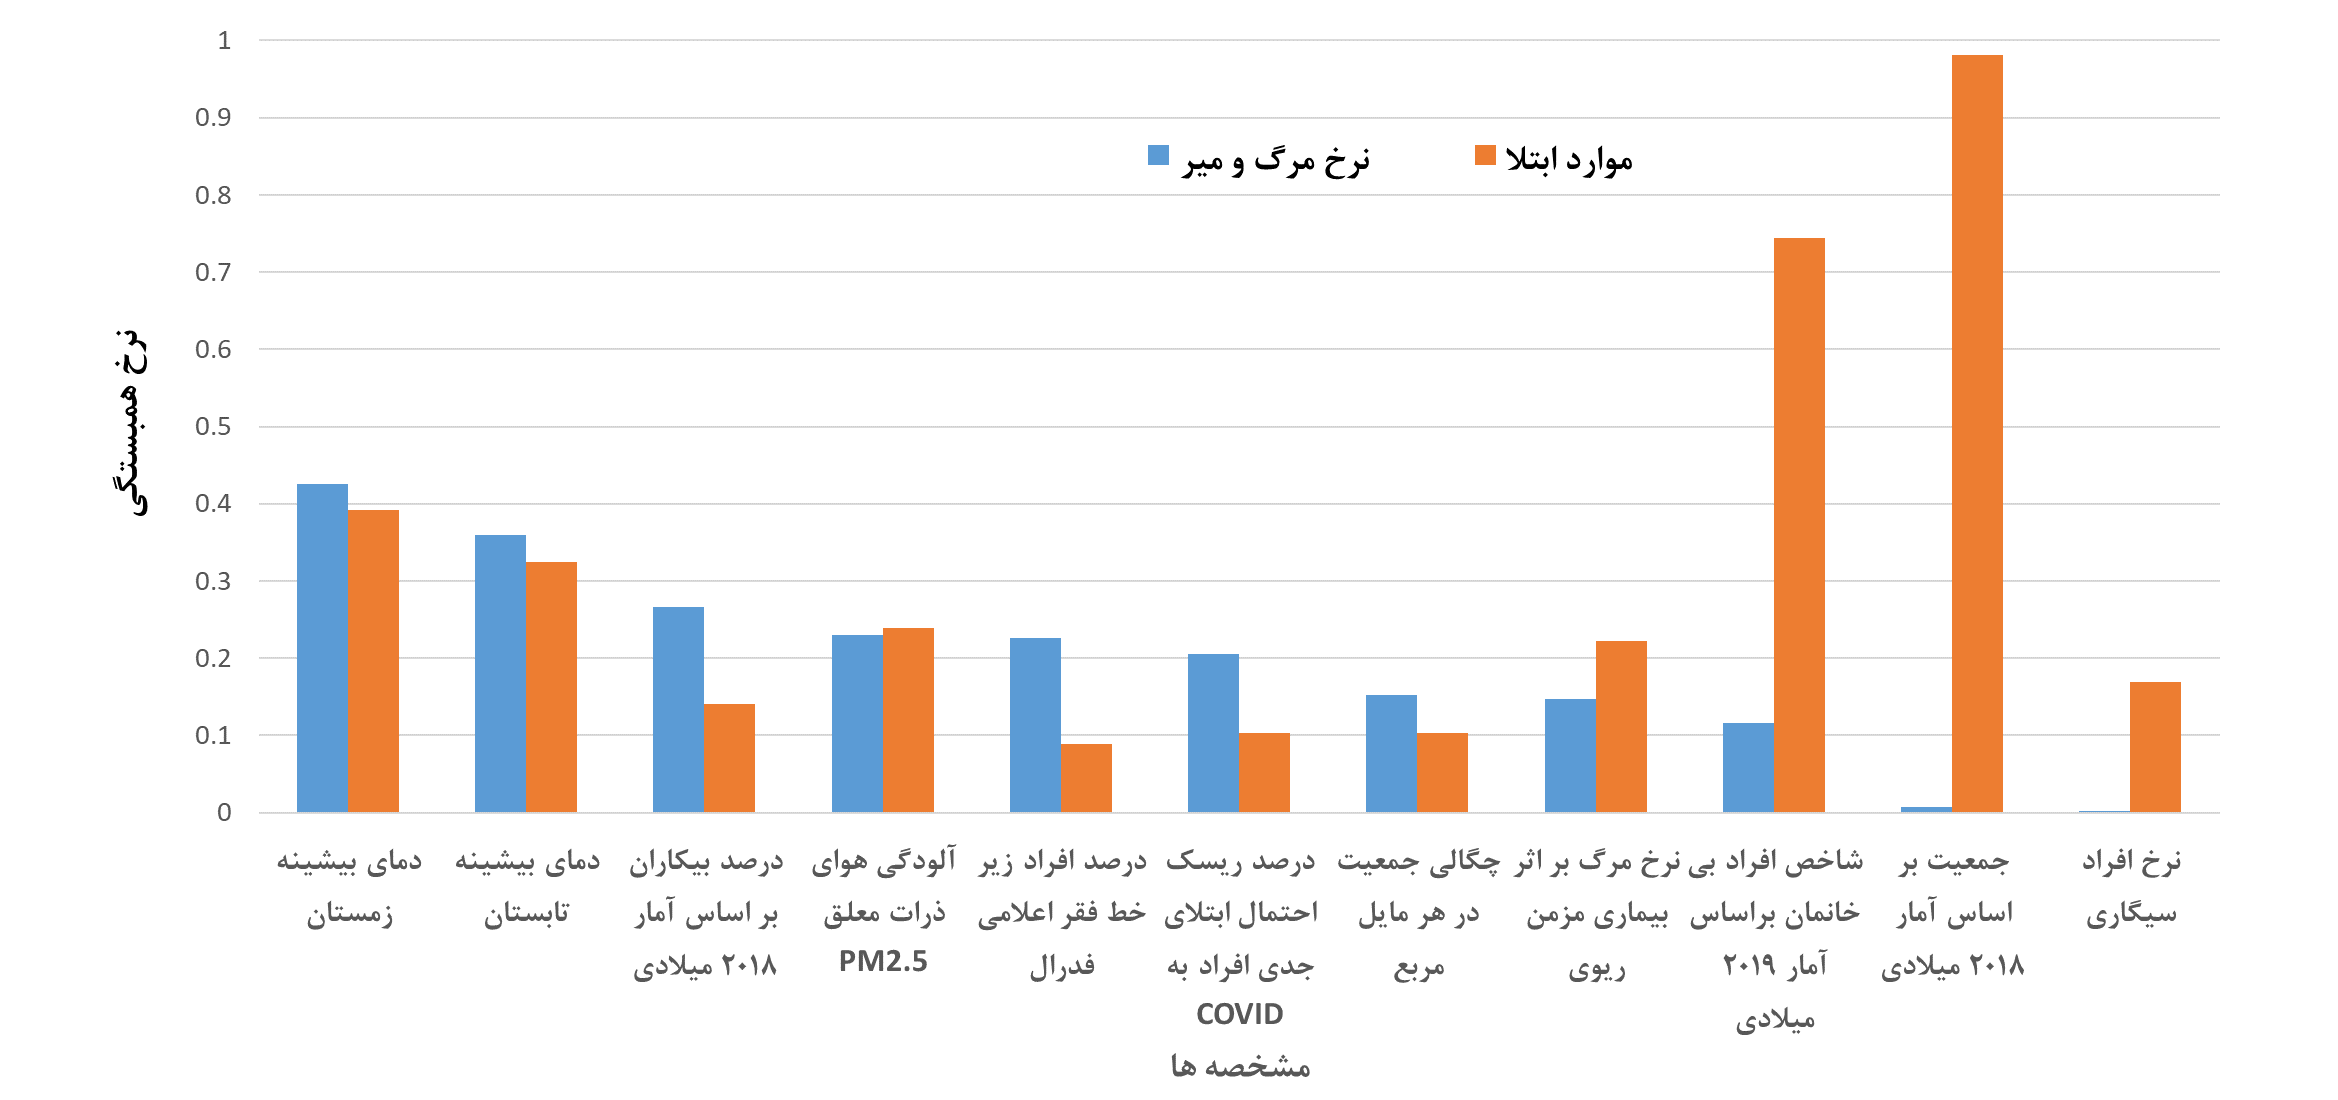 1
0.9
0.8
0.7
0.6
0.5
0.4
0.3
0.2
0.1
0
نرخ همبستگی
نرخ مرگ و میر
موارد ابتلا
دمای بیشینه
زمستان
دمای بیشینه
تابستان
درصد بیکاران
بر اساس آمار
۲۰۱۸ میلادی
آلودگی هوای
ذرات معلق
PM2.5
درصد افراد زیر
خط فقر اعلامی
فدرال
درصد ریسک
احتمال ابتلای
جدی افراد به
COVID
چگالی جمعیت
در هر مایل
مربع
نرخ مرگ بر اثر
بیماری مزمن
ریوی
شاخص افراد بی
خانمان براساس
آمار ۲۰۱۹
میلادی
جمعیت بر
اساس آمار
۲۰۱۸ میلادی
نرخ افراد
سیگاری
مشخصه ها